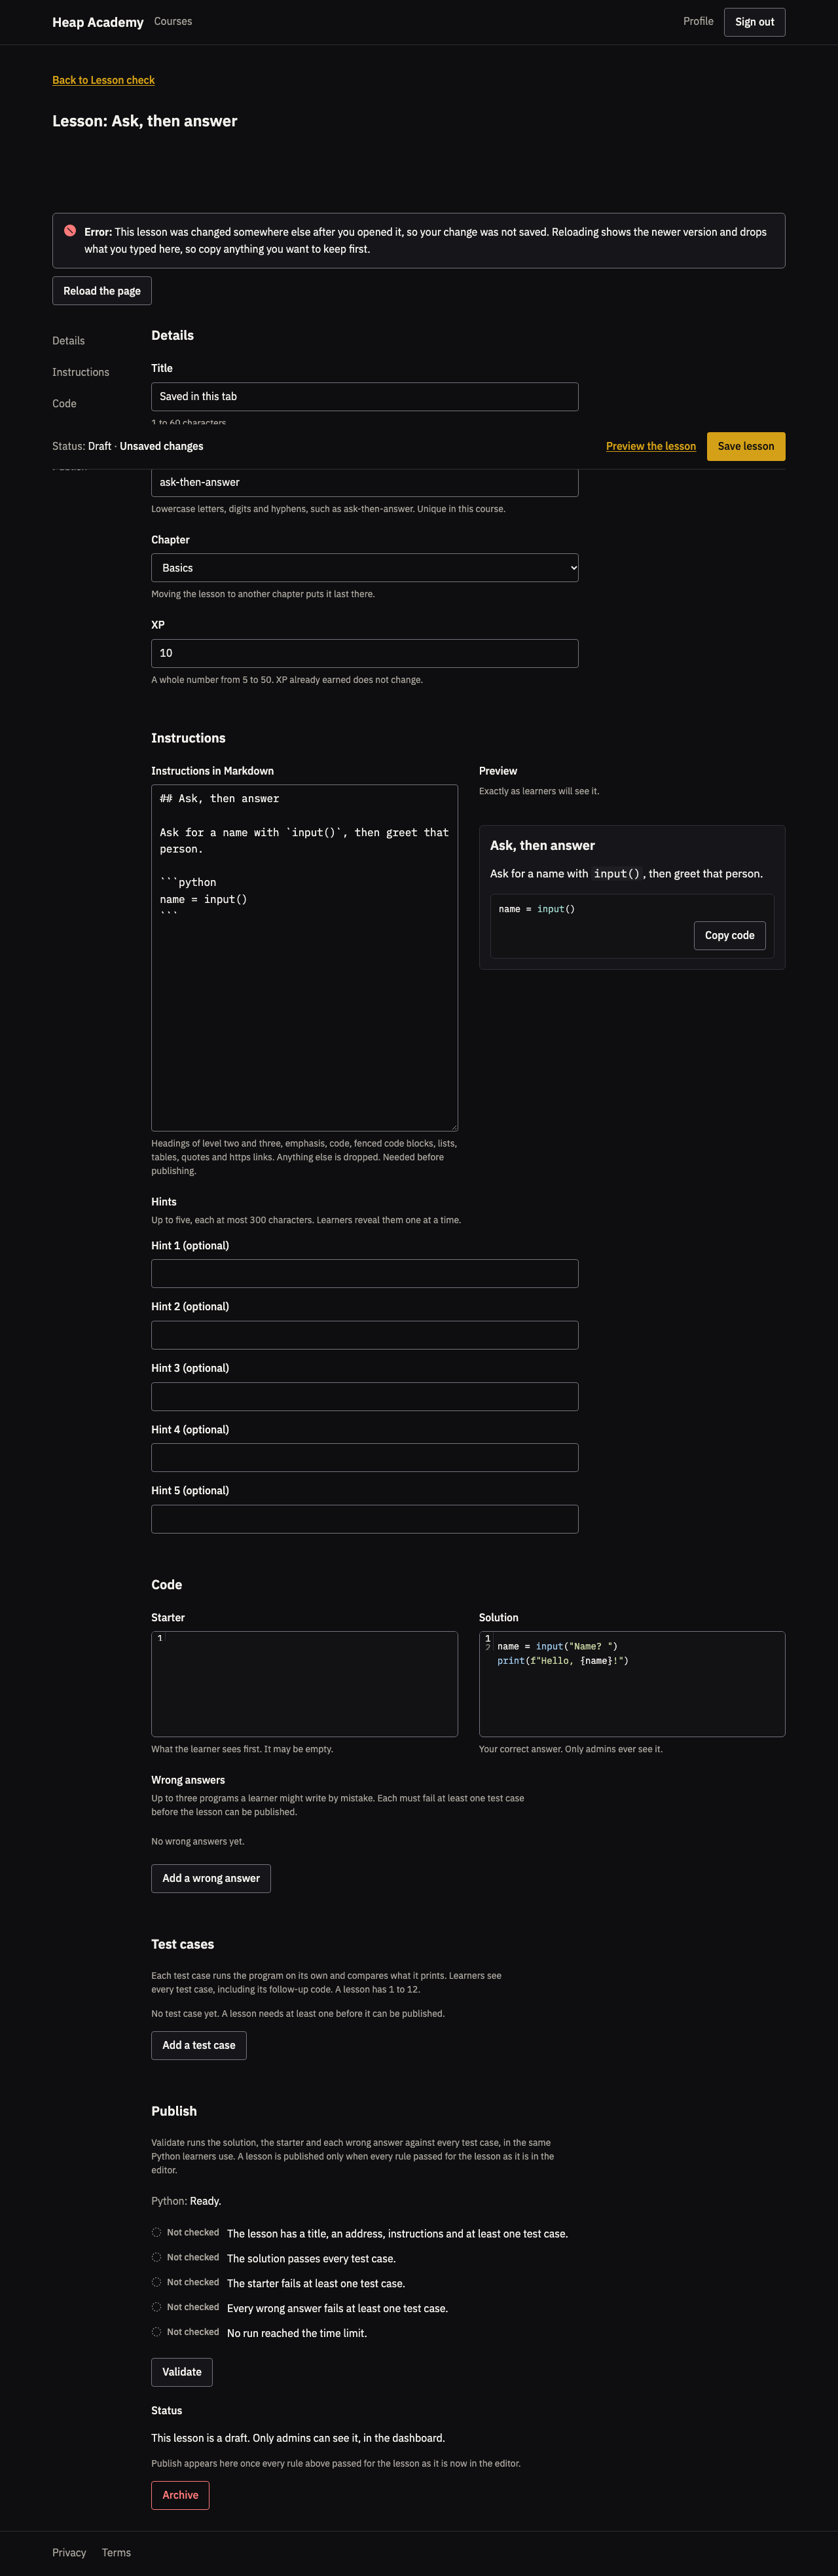 Heap Academy
Courses
Profile
Sign out
Back to Lesson check
Lesson: Ask, then answer
Error: This lesson was changed somewhere else after you opened it, so your change was not saved. Reloading shows the newer version and drops
what you typed here, so copy anything you want to keep first.
Reload the page
Details
Instructions
Code
Details
Title
Saved in this tab
1 to 60 characters
Status: Draft · Unsaved changes
Preview the lesson
Save lesson
ask-then-answer
Lowercase letters, digits and hyphens, such as ask-then-answer. Unique in this course.
Chapter
Basics
Moving the lesson to another chapter puts it last there.
XP
10
A whole number from 5 to 50. XP already earned does not change.
Instructions
Instructions in Markdown
## Ask, then answer
Ask for a name with `input()`, then greet that
person.
```python
name = input()
```
Headings of level two and three, emphasis, code, fenced code blocks, lists,
tables, quotes and https links. Anything else is dropped. Needed before
publishing.
Preview
Exactly as learners will see it.
Ask, then answer
Ask for a name with input(), then greet that person.
name = input()
Copy code
Hints
Up to five, each at most 300 characters. Learners reveal them one at a time.
Hint 1 (optional)
Hint 2 (optional)
Hint 3 (optional)
Hint 4 (optional)
Hint 5 (optional)
Code
Starter
1
What the learner sees first. It may be empty.
Solution
1
2
name = input("Name? ")
print(f"Hello, {name}!")
Your correct answer. Only admins ever see it.
Wrong answers
Up to three programs a learner might write by mistake. Each must fail at least one test case
before the lesson can be published.
No wrong answers yet.
Add a wrong answer
Test cases
Each test case runs the program on its own and compares what it prints. Learners see
every test case, including its follow-up code. A lesson has 1 to 12.
No test case yet. A lesson needs at least one before it can be published.
Add a test case
Publish
Validate runs the solution, the starter and each wrong answer against every test case, in the same
Python learners use. A lesson is published only when every rule passed for the lesson as it is in the
editor.
Python: Ready.
Not checked The lesson has a title, an address, instructions and at least one test case.
Not checked The solution passes every test case.
Not checked The starter fails at least one test case.
Not checked Every wrong answer fails at least one test case.
Not checked No run reached the time limit.
Validate
Status
This lesson is a draft. Only admins can see it, in the dashboard.
Publish appears here once every rule above passed for the lesson as it is now in the editor.
Archive
Privacy
Terms